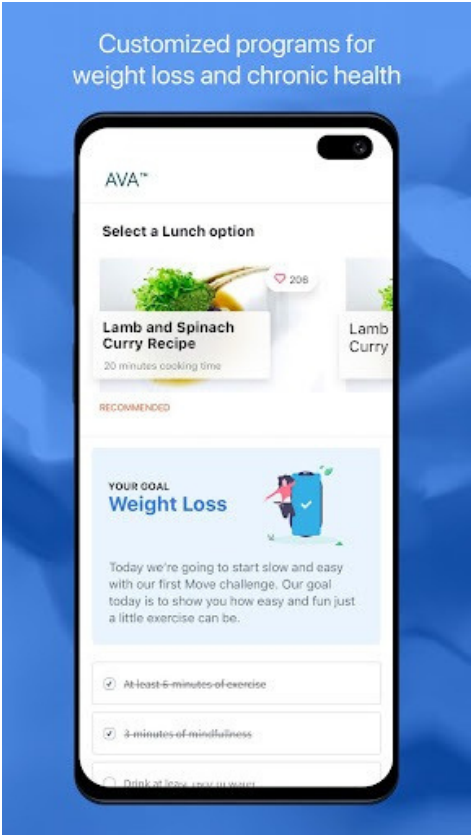 Customized programs for
weight loss and chronic health
AVA™
Select a Lunch option
206
Lamb and Spinach
Curry Recipe
20 minutes cooking time
Lamb
Curry
RECOMMENDED
YOUR GOAL
Weight Loss
Today we're going to start slow and easy
with our first Move challenge. Our goal
today is to show you how easy and fun just
a little exercise can be.
At least 5 minutes of exercise
3 minutes of mindfullness
Drink at least